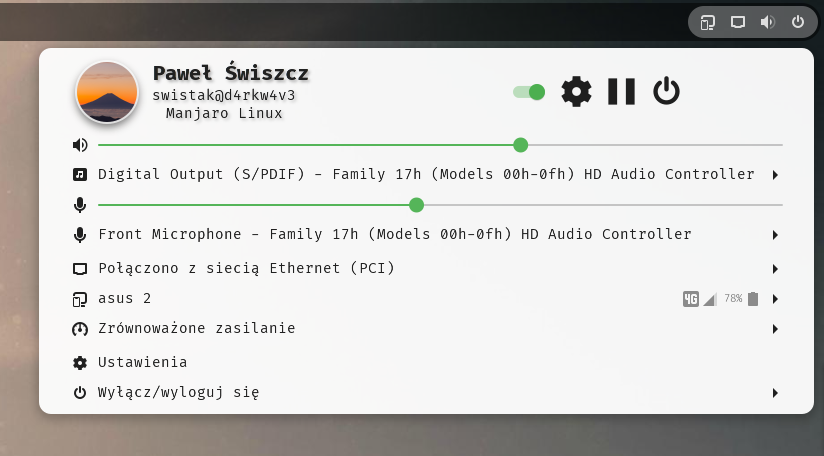 Paweł Świszcz
swistak@d4rkw4v3
Manjaro Linux
Digital Output (S/PDIF) - Family 17h (Models 00h-0fh) HD Audio Controller
Front Microphone - Family 17h (Models 00h-0fh) HD Audio Controller
Połączono z siecią Ethernet (PCI)
asus 2 4G 78%
Zrównoważone zasilanie
Ustawienia
Wyłącz/wyloguj się